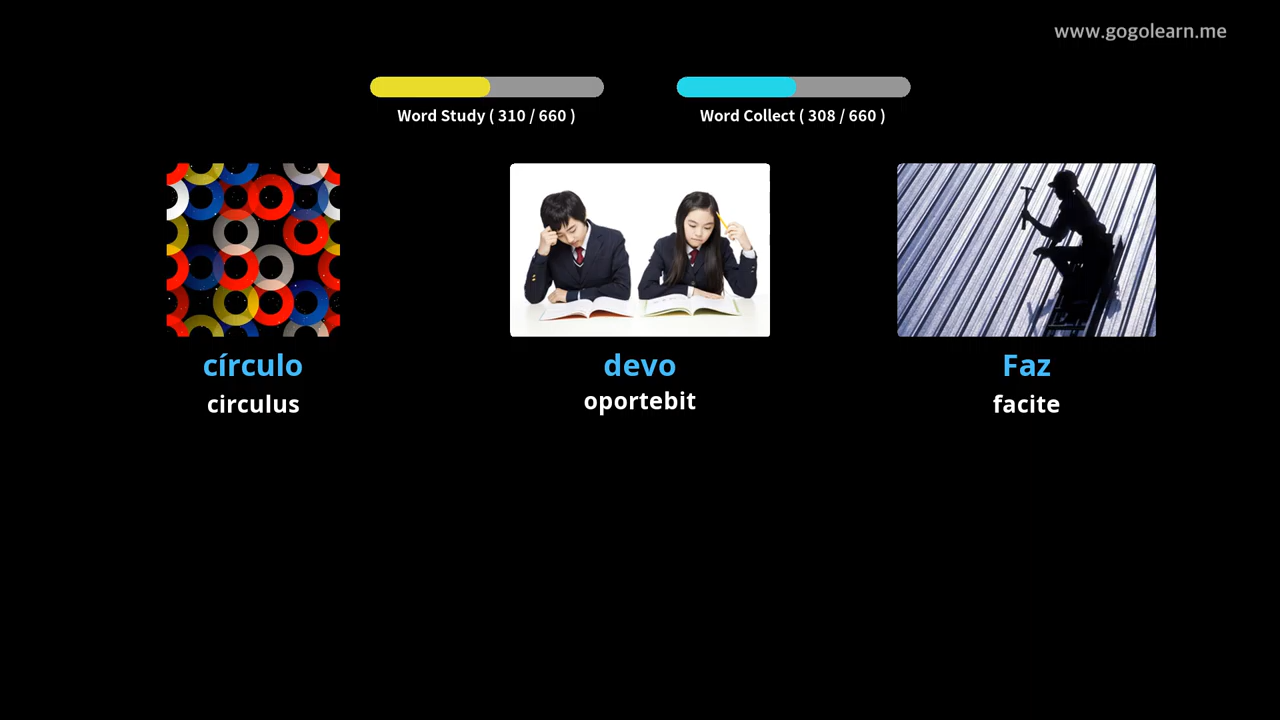 www.gogolearn.me
Word Study ( 310 / 660 )
Word Collect ( 308 / 660 )
círculo
circulus
devo
oportebit
Faz
facite